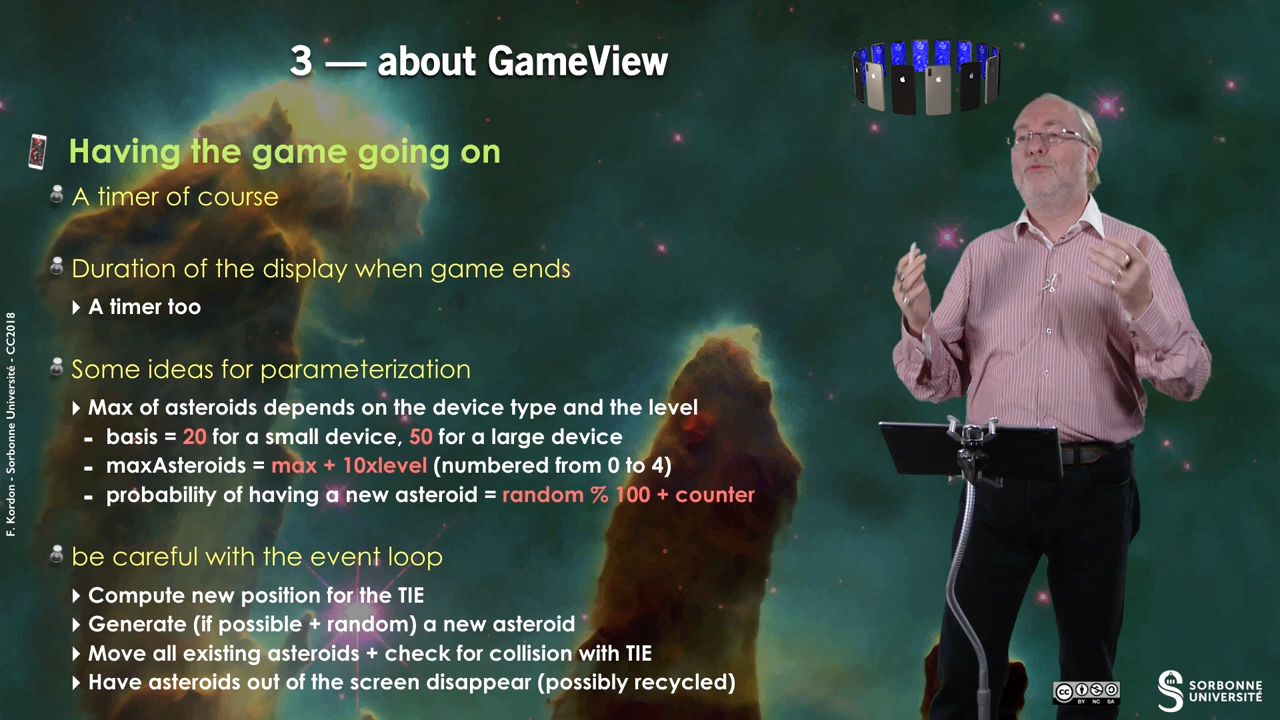 3 — about GameView
Having the game going on
A timer of course
Duration of the display when game ends
A timer too
Some ideas for parameterization
Max of asteroids depends on the device type and the level
- basis = 20 for a small device, 50 for a large device
- maxAsteroids = max + 10xlevel (numbered from 0 to 4)
- probability of having a new asteroid = random % 100 + counter
be careful with the event loop
Compute new position for the TIE
Generate (if possible + random) a new asteroid
Move all existing asteroids + check for collision with TIE
Have asteroids out of the screen disappear (possibly recycled)
F. Kordon - Sorbonne Université - CC2018
CC BY NC SA
SORBONNE
UNIVERSITÉ